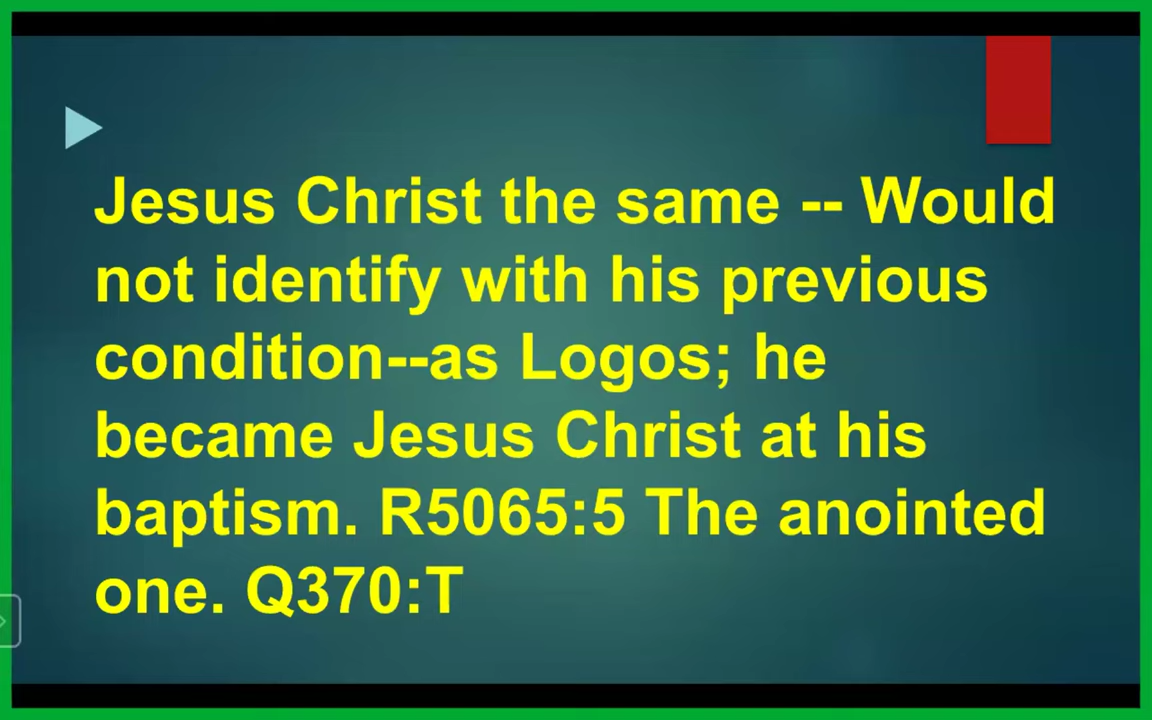 Jesus Christ the same -- Would
not identify with his previous
condition--as Logos; he
became Jesus Christ at his
baptism. R5065:5 The anointed
one. Q370:T